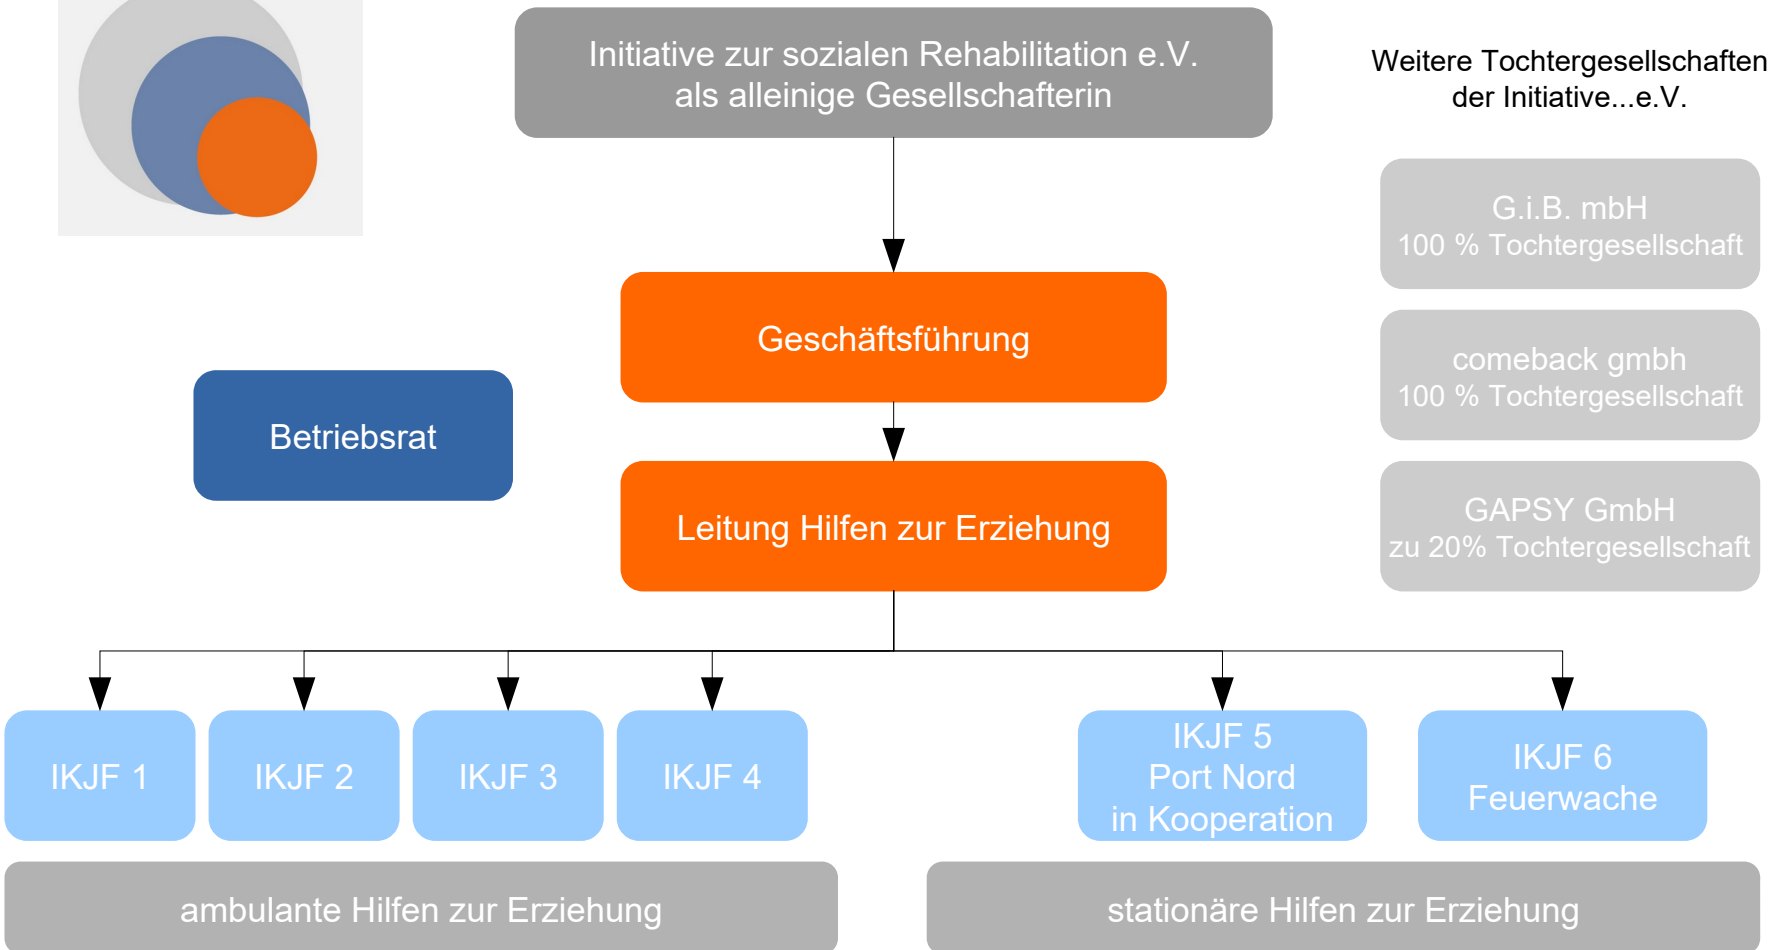 Initiative zur sozialen Rehabilitation e.V.
als alleinige Gesellschafterin
Weitere Tochtergesellschaften
der Initiative...e.V.
G.i.B. mbH
100 % Tochtergesellschaft
Geschäftsführung
comeback gmbh
100 % Tochtergesellschaft
Betriebsrat
Leitung Hilfen zur Erziehung
GAPSY GmbH
zu 20% Tochtergesellschaft
IKJF 1
IKJF 2
IKJF 3
IKJF 4
IKJF 5
Port Nord
in Kooperation
IKJF 6
Feuerwache
ambulante Hilfen zur Erziehung
stationäre Hilfen zur Erziehung